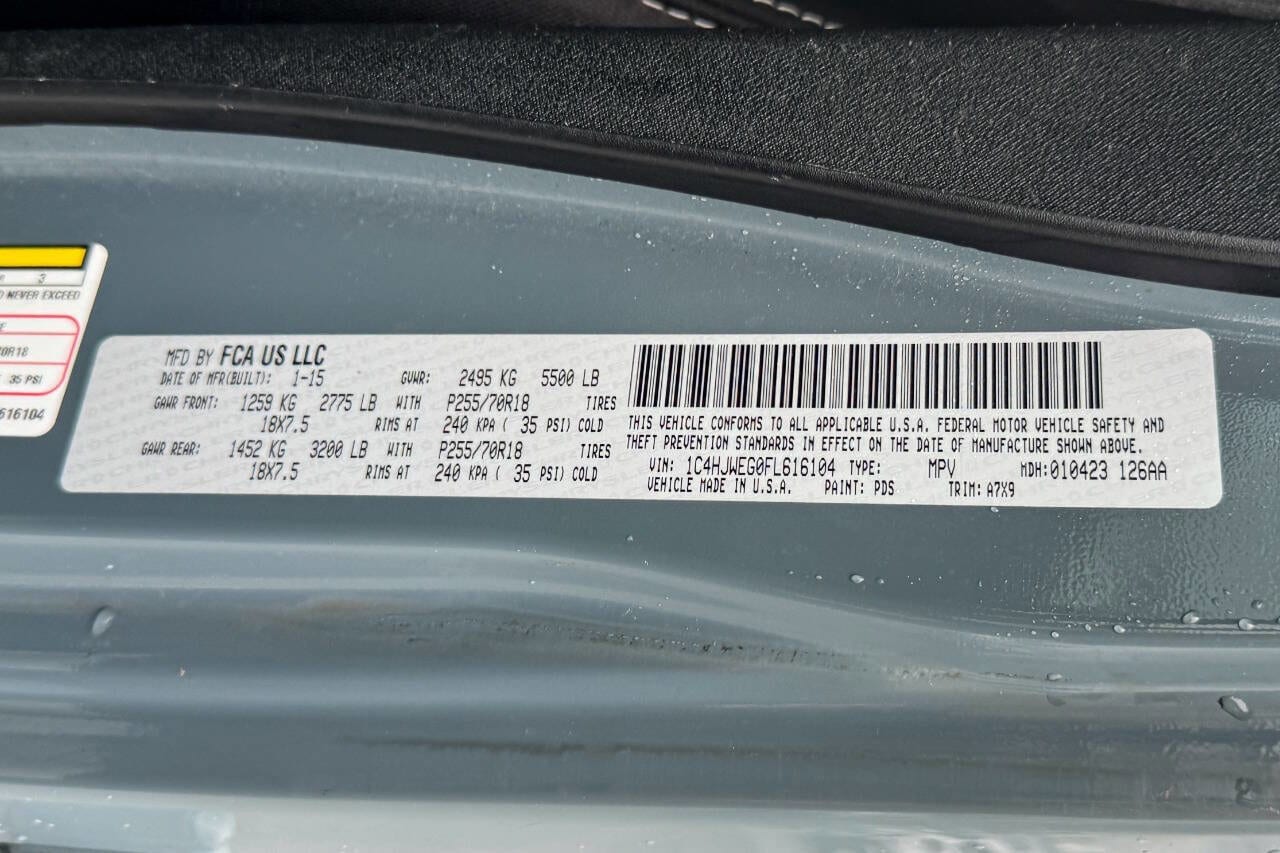 3
D NEVER EXCEED
70R18
35 PSI
616104
MFD BY FCA US LLC
DATE OF MFR(BUILT): 1-15 GVWR: 2495 KG 5500 LB
GAWR FRONT: 1259 KG 2775 LB WITH P255/70R18 TIRES
18X7.5 RIMS AT 240 KPA ( 35 PSI) COLD
GAWR REAR: 1452 KG 3200 LB WITH P255/70R18 TIRES
18X7.5 RIMS AT 240 KPA ( 35 PSI) COLD
THIS VEHICLE CONFORMS TO ALL APPLICABLE U.S.A. FEDERAL MOTOR VEHICLE SAFETY AND
THEFT PREVENTION STANDARDS IN EFFECT ON THE DATE OF MANUFACTURE SHOWN ABOVE.
VIN: 1C4HJWEG0FL616104 TYPE: MPV MDH:010423 126AA
VEHICLE MADE IN U.S.A. PAINT: PDS TRIM: A7X9